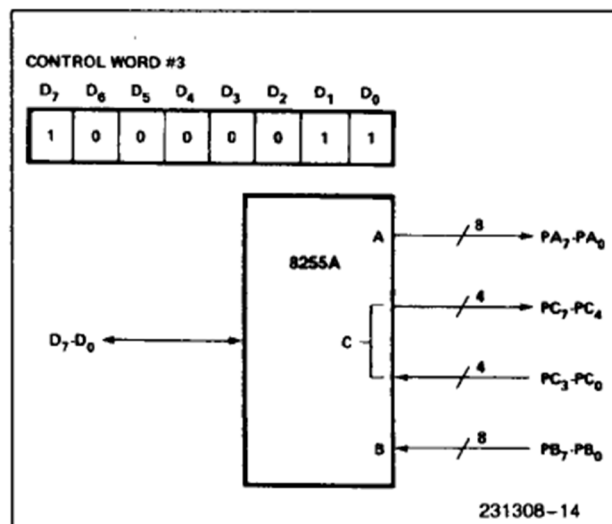 CONTROL WORD #3
D7 D6 D5 D4 D3 D2 D1 D0
1 0 0 0 0 0 1 1
8255A
A 8 PA7-PA0
4 PC7-PC4
D7-D0 C
4 PC3-PC0
B 8 PB7-PB0
231308-14